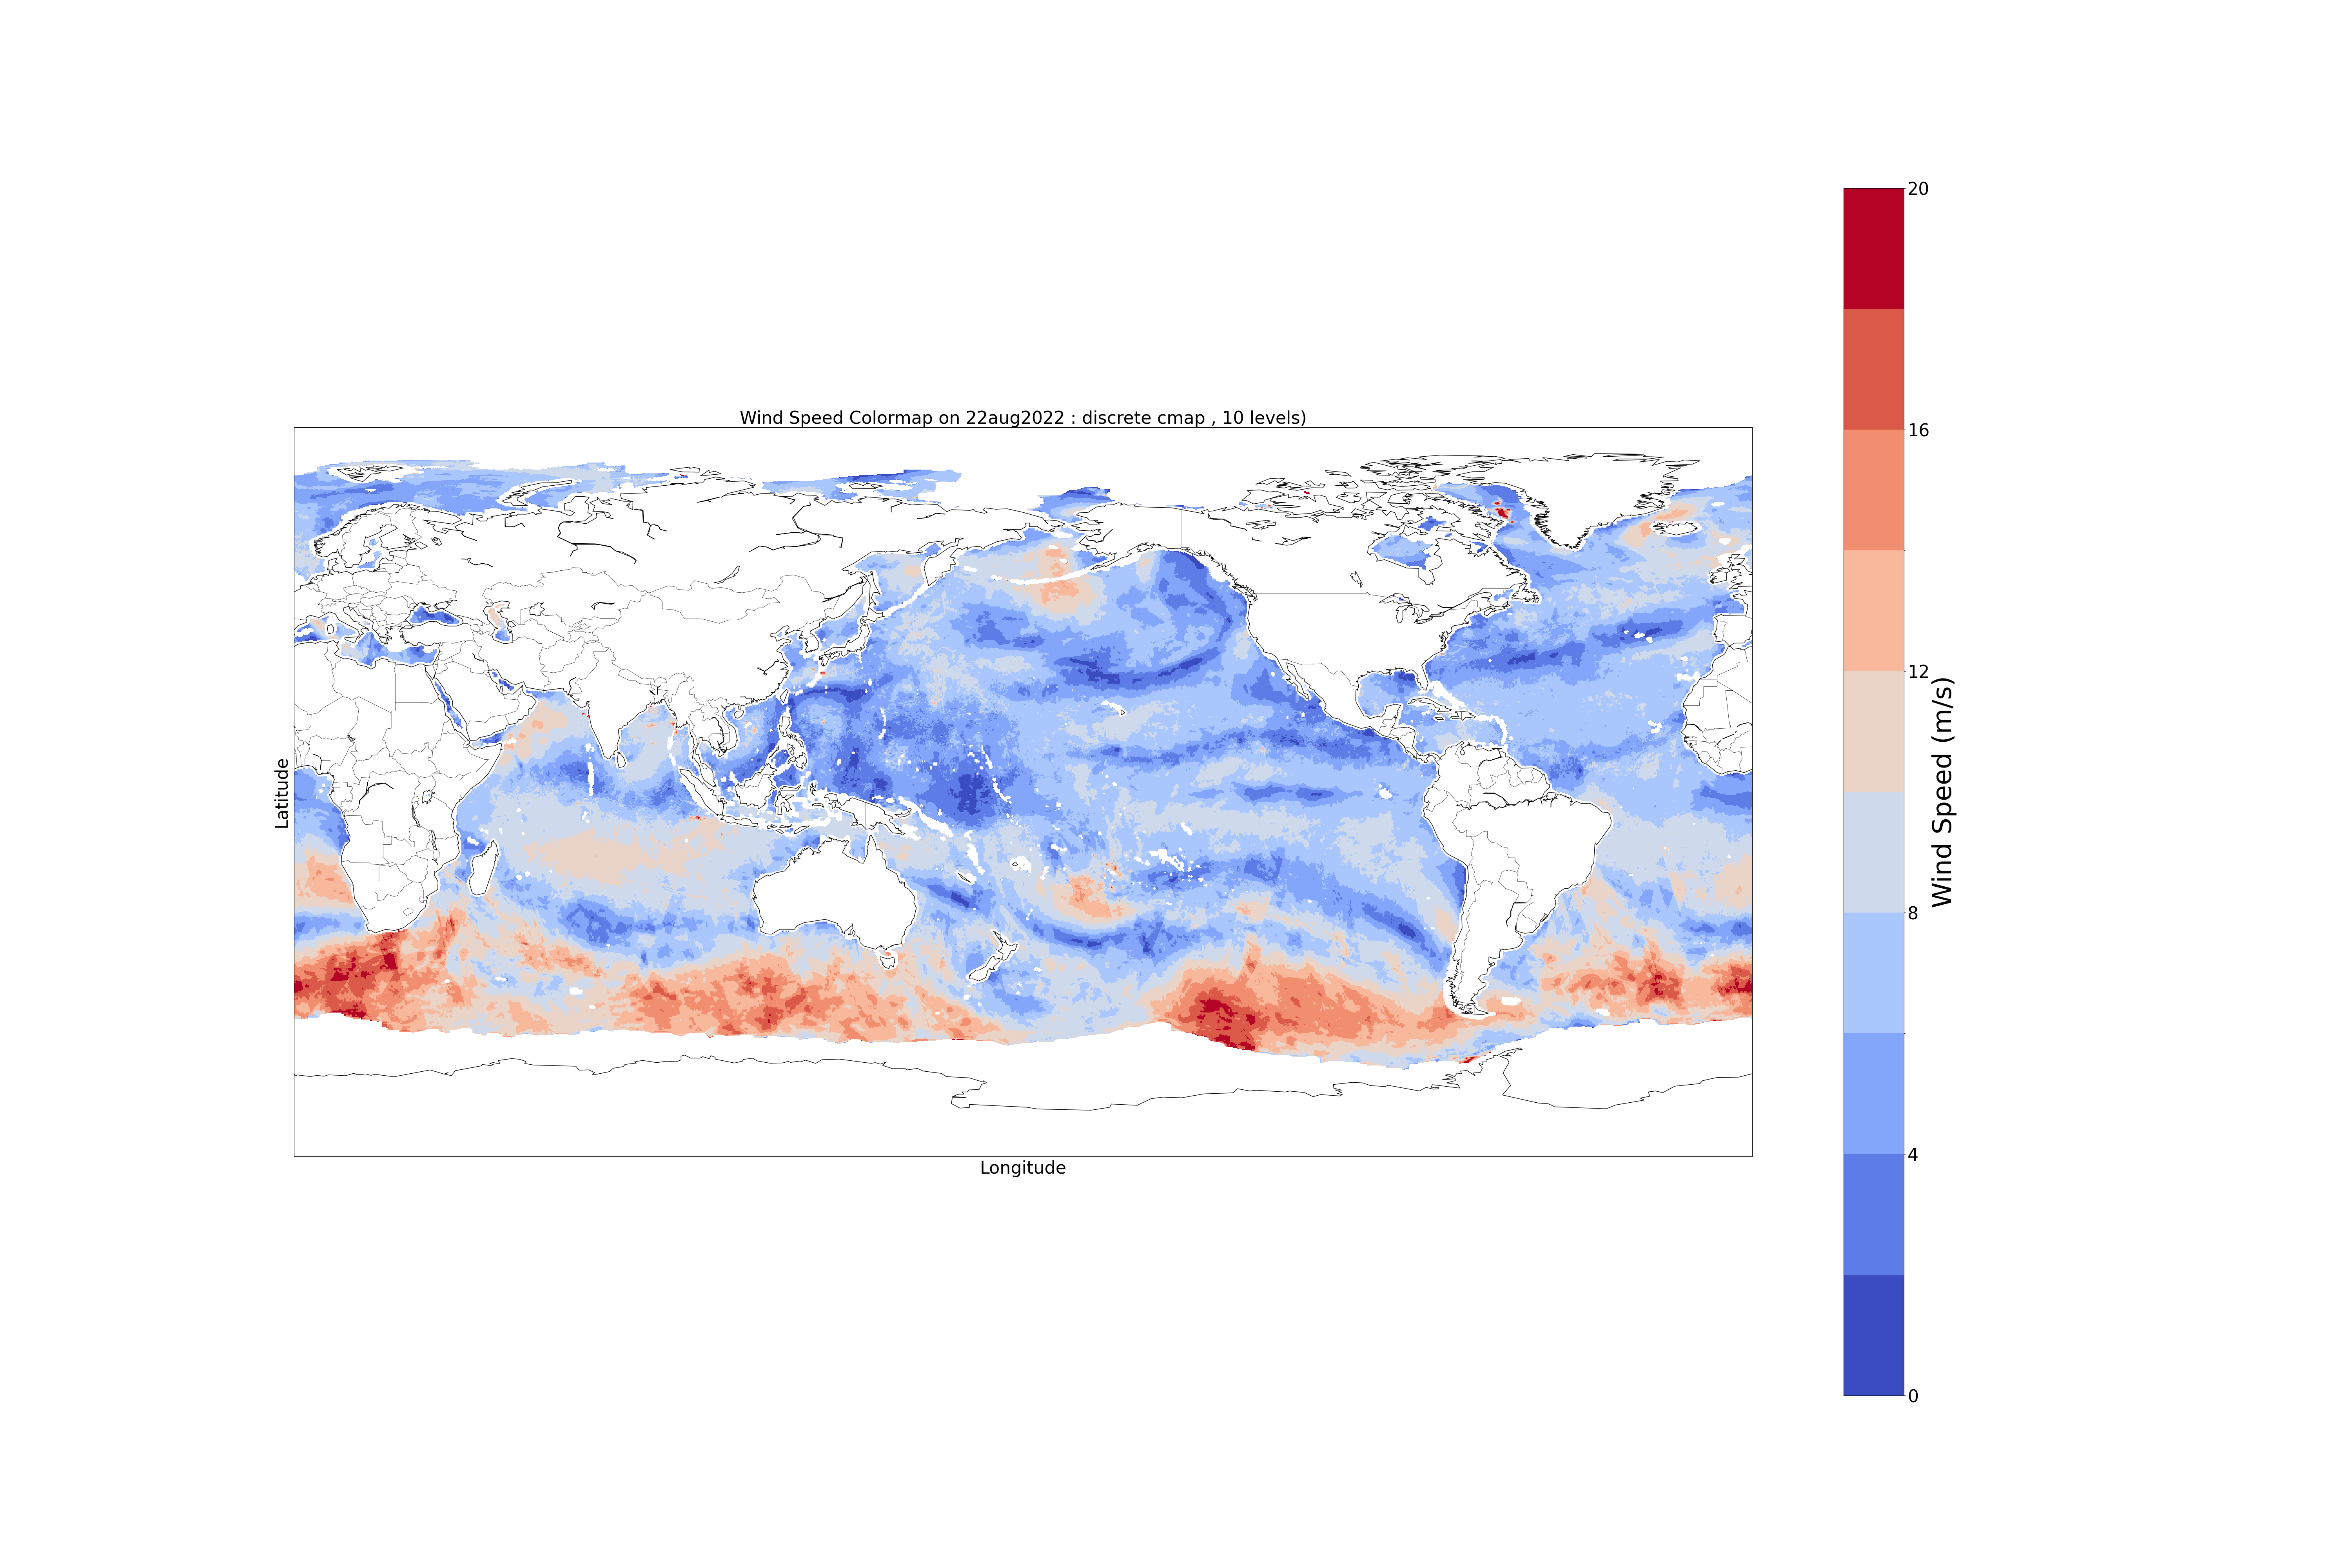 Wind Speed Colormap on 22aug2022 : discrete cmap , 10 levels)
Latitude
Longitude
20
16
12
8
4
0
Wind Speed (m/s)